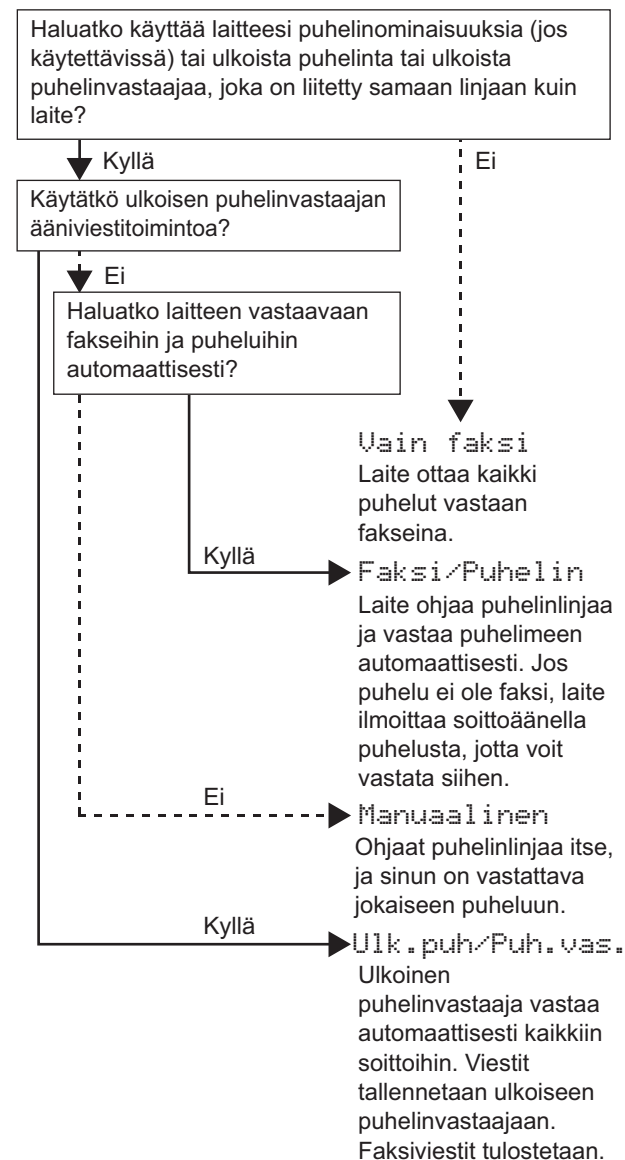 Haluatko käyttää laitteesi puhelinominaisuuksia (jos
käytettävissä) tai ulkoista puhelinta tai ulkoista
puhelinvastaajaa, joka on liitetty samaan linjaan kuin
laite?
Kyllä
Ei
Käytätkö ulkoisen puhelinvastaajan
ääniviestitoimintoa?
Ei
Haluatko laitteen vastaavaan
fakseihin ja puheluihin
automaattisesti?
Vain faksi
Laite ottaa kaikki
puhelut vastaan
fakseina.
Kyllä
Faksi/Puhelin
Laite ohjaa puhelinlinjaa
ja vastaa puhelimeen
automaattisesti. Jos
puhelu ei ole faksi, laite
ilmoittaa soittoäänella
puhelusta, jotta voit
vastata siihen.
Ei
Manuaalinen
Ohjaat puhelinlinjaa itse,
ja sinun on vastattava
jokaiseen puheluun.
Kyllä
Ulk.puh/Puh.vas.
Ulkoinen
puhelinvastaaja vastaa
automaattisesti kaikkiin
soittoihin. Viestit
tallennetaan ulkoiseen
puhelinvastaajaan.
Faksiviestit tulostetaan.